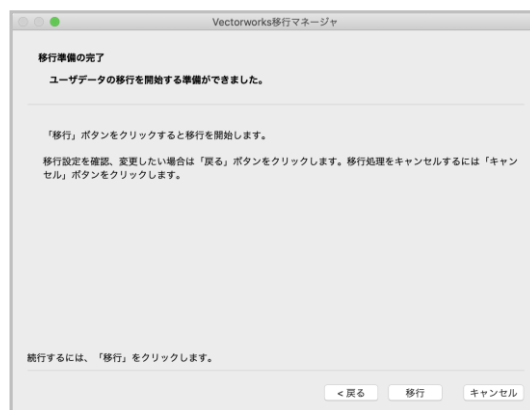 Vectorworks移行マネージャ
移行準備の完了
ユーザデータの移行を開始する準備ができました。
「移行」ボタンをクリックすると移行を開始します。
移行設定を確認、変更したい場合は「戻る」ボタンをクリックします。移行処理をキャンセルするには「キャン
セル」ボタンをクリックします。
続行するには、「移行」をクリックします。
< 戻る 移行 キャンセル